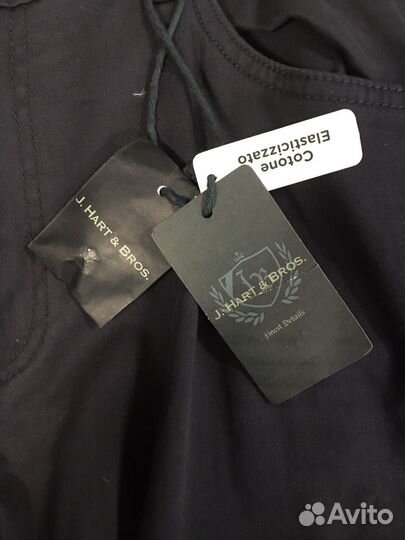 Cotone
Elasticizzato
J. HART & BROS.
J. HART & BROS.
Finest Details
Avito